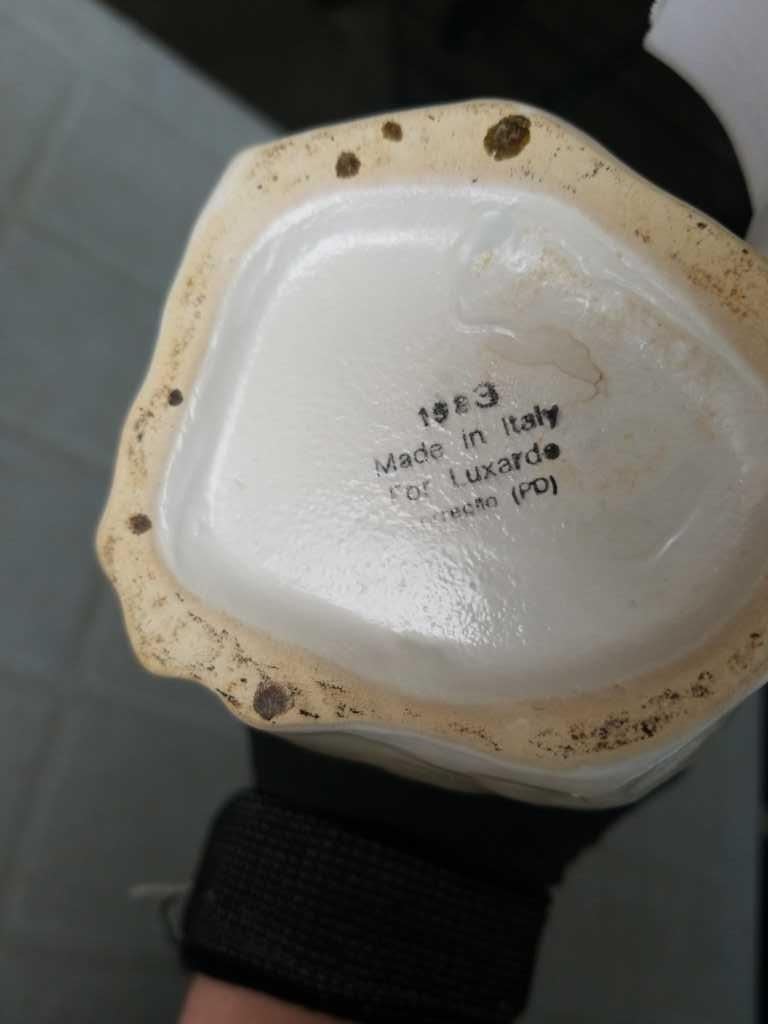 1983
Made in Italy
For Luxardo
(PD)